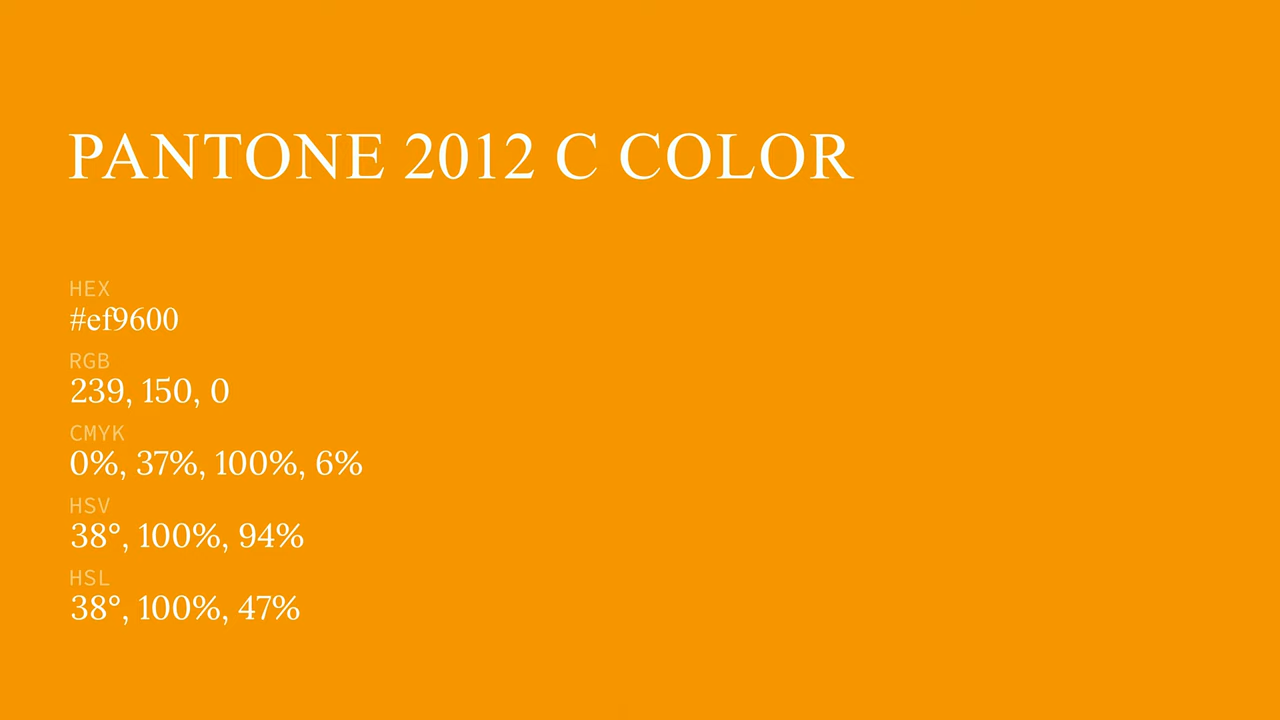 PANTONE 2012 C COLOR
HEX
#ef9600
RGB
239, 150, 0
CMYK
0%, 37%, 100%, 6%
HSV
38°, 100%, 94%
HSL
38°, 100%, 47%